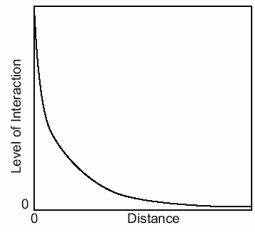 Level of Interaction
0
0
Distance